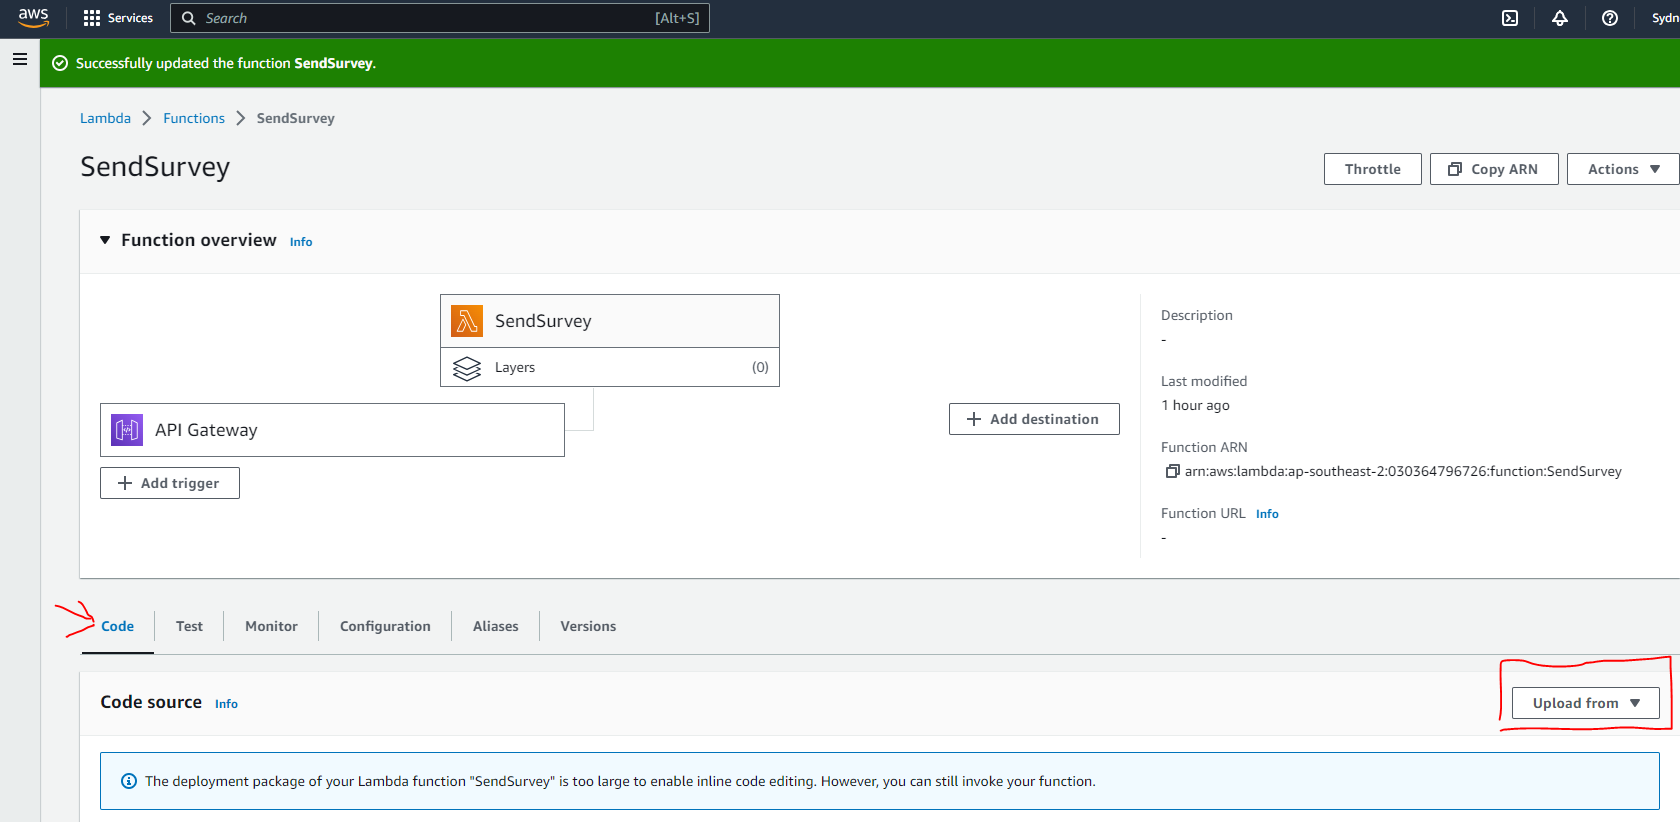 aws Services Search [Alt+S] Sydn
Successfully updated the function SendSurvey.
Lambda Functions SendSurvey
SendSurvey Throttle Copy ARN Actions
Function overview Info
SendSurvey
Layers (0)
API Gateway
Add trigger
Add destination
Description
-
Last modified
1 hour ago
Function ARN
arn:aws:lambda:ap-southeast-2:030364796726:function:SendSurvey
Function URL Info
-
Code Test Monitor Configuration Aliases Versions
Code source Info Upload from
The deployment package of your Lambda function "SendSurvey" is too large to enable inline code editing. However, you can still invoke your function.